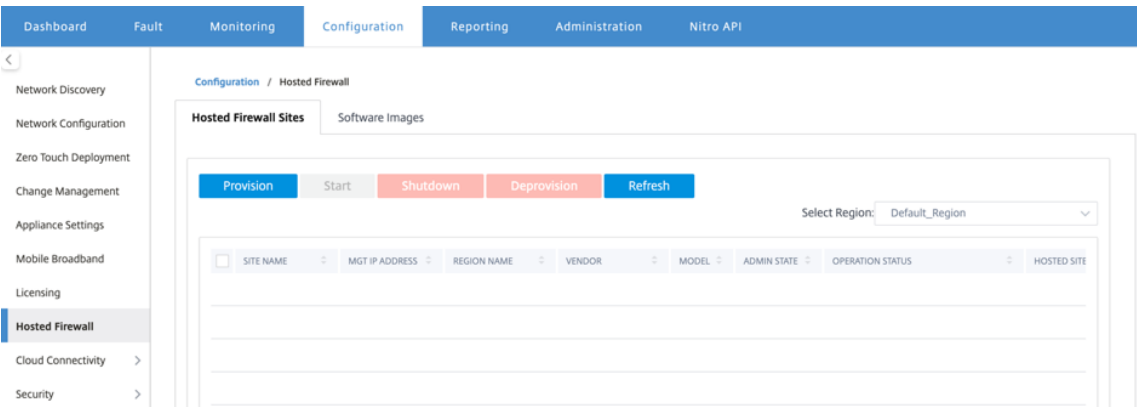 Dashboard Fault Monitoring Configuration Reporting Administration Nitro API
Network Discovery
Network Configuration
Zero Touch Deployment
Change Management
Appliance Settings
Mobile Broadband
Licensing
Hosted Firewall
Cloud Connectivity
Security
Configuration / Hosted Firewall
Hosted Firewall Sites Software Images
Provision Start Shutdown Deprovision Refresh
Select Region: Default_Region
SITE NAME MGT IP ADDRESS REGION NAME VENDOR MODEL ADMIN STATE OPERATION STATUS HOSTED SITE